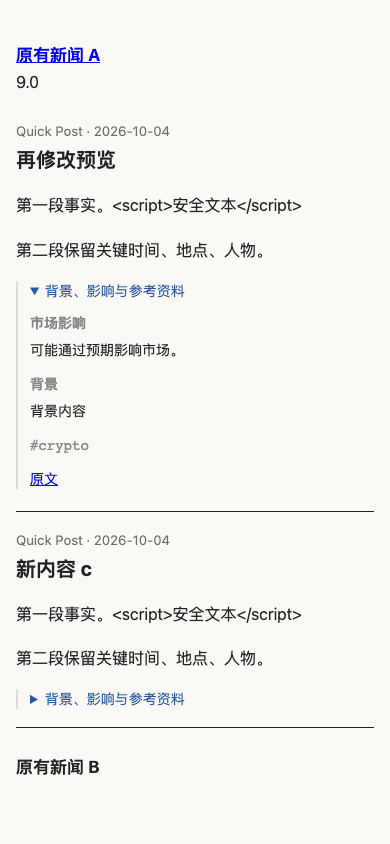 原有新闻 A
9.0
Quick Post · 2026-10-04
再修改预览
第一段事实。<script>安全文本</script>
第二段保留关键时间、地点、人物。
▼ 背景、影响与参考资料
市场影响
可能通过预期影响市场。
背景
背景内容
#crypto
原文
Quick Post · 2026-10-04
新内容 c
第一段事实。<script>安全文本</script>
第二段保留关键时间、地点、人物。
▶ 背景、影响与参考资料
原有新闻 B